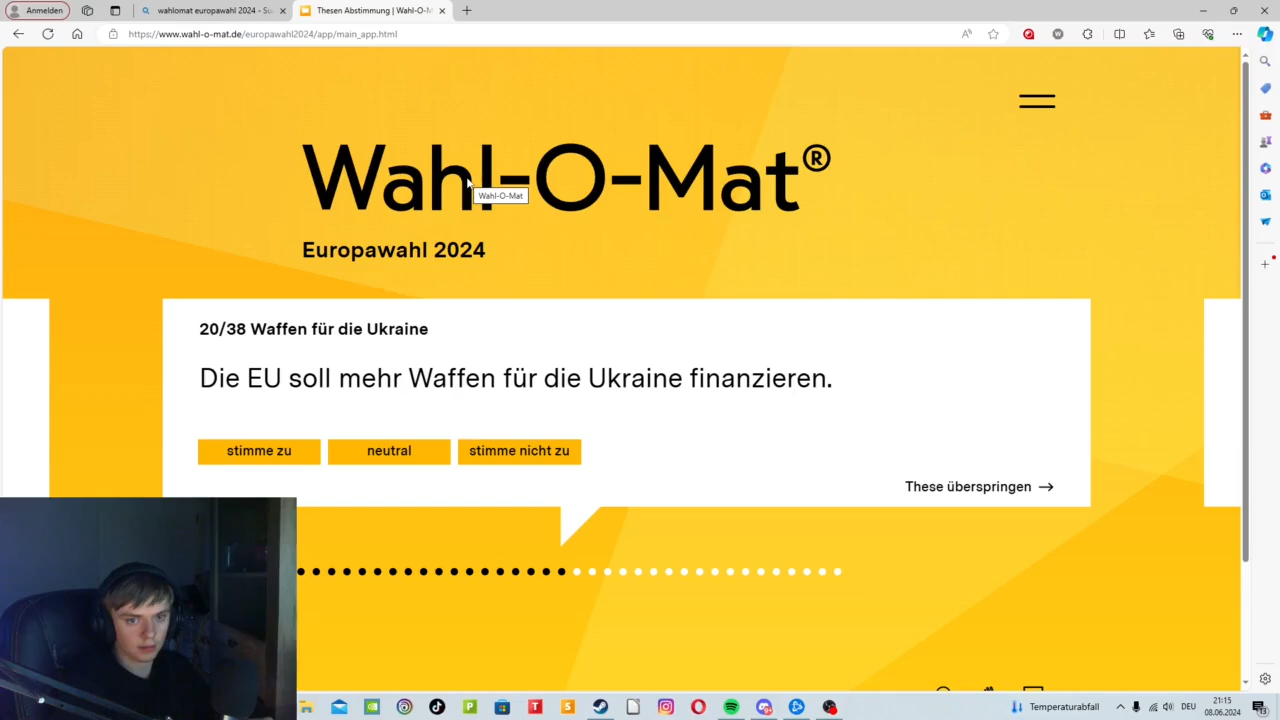 Anmelden
wahlomat europawahl 2024 - Su
Thesen Abstimmung | Wahl-O-M
https://www.wahl-o-mat.de/europawahl2024/app/main_app.html
Wahl-O-Mat®
Wahl-O-Mat
Europawahl 2024
20/38 Waffen für die Ukraine
Die EU soll mehr Waffen für die Ukraine finanzieren.
stimme zu
neutral
stimme nicht zu
These überspringen →
Temperaturabfall
DEU
21:15
08.06.2024